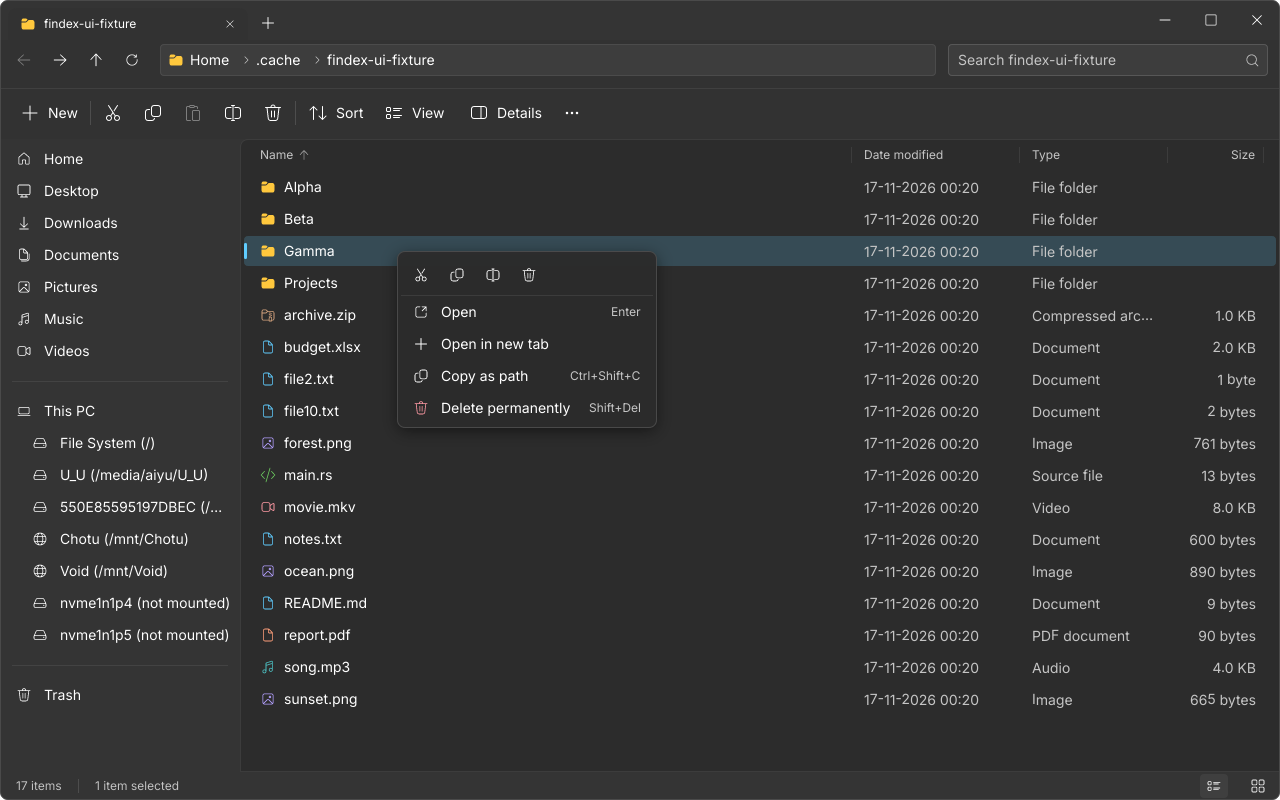 findex-ui-fixture
Home .cache findex-ui-fixture
Search findex-ui-fixture
New Sort View Details
Home
Desktop
Downloads
Documents
Pictures
Music
Videos
This PC
File System (/)
U_U (/media/aiyu/U_U)
550E85595197DBEC (/...
Chotu (/mnt/Chotu)
Void (/mnt/Void)
nvme1n1p4 (not mounted)
nvme1n1p5 (not mounted)
Trash
Name Date modified Type Size
Alpha 17-11-2026 00:20 File folder
Beta 17-11-2026 00:20 File folder
Gamma 17-11-2026 00:20 File folder
Projects 17-11-2026 00:20 File folder
archive.zip 17-11-2026 00:20 Compressed arc... 1.0 KB
budget.xlsx 17-11-2026 00:20 Document 2.0 KB
file2.txt 17-11-2026 00:20 Document 1 byte
file10.txt 17-11-2026 00:20 Document 2 bytes
forest.png 17-11-2026 00:20 Image 761 bytes
main.rs 17-11-2026 00:20 Source file 13 bytes
movie.mkv 17-11-2026 00:20 Video 8.0 KB
notes.txt 17-11-2026 00:20 Document 600 bytes
ocean.png 17-11-2026 00:20 Image 890 bytes
README.md 17-11-2026 00:20 Document 9 bytes
report.pdf 17-11-2026 00:20 PDF document 90 bytes
song.mp3 17-11-2026 00:20 Audio 4.0 KB
sunset.png 17-11-2026 00:20 Image 665 bytes
Open Enter
Open in new tab
Copy as path Ctrl+Shift+C
Delete permanently Shift+Del
17 items 1 item selected